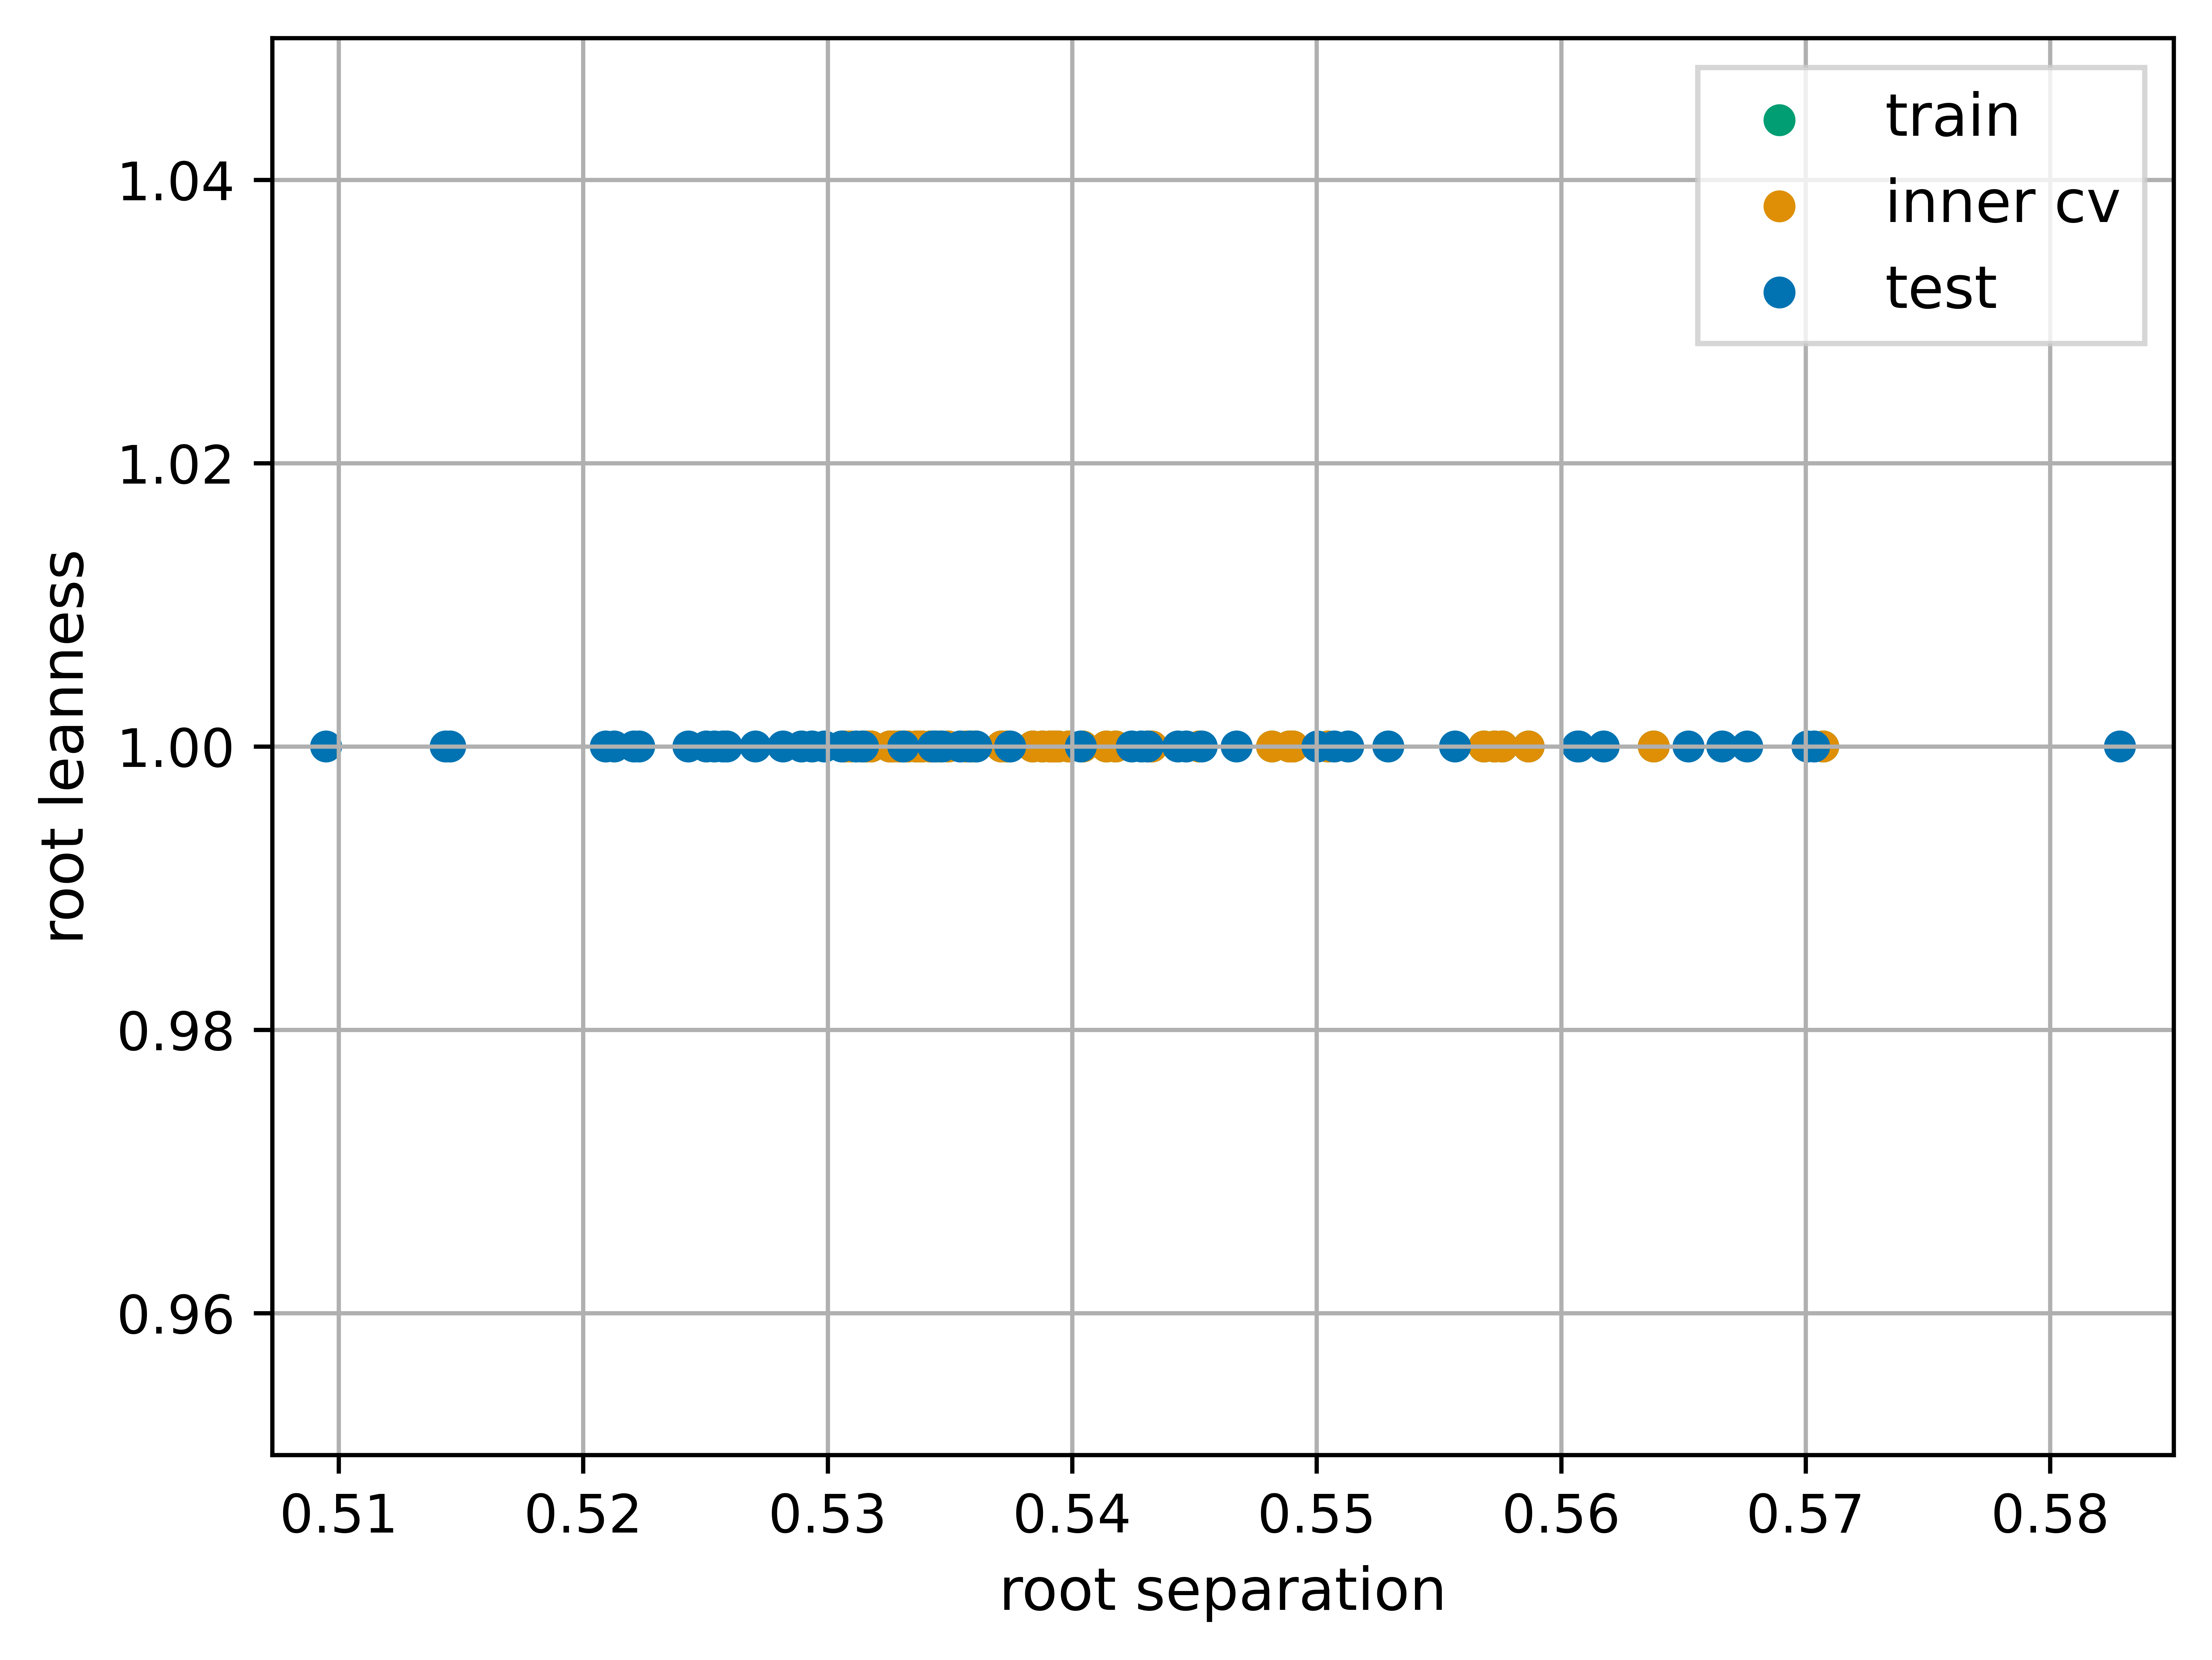 train
inner cv
test
1.04
1.02
1.00
0.98
0.96
root leanness
0.51 0.52 0.53 0.54 0.55 0.56 0.57 0.58
root separation